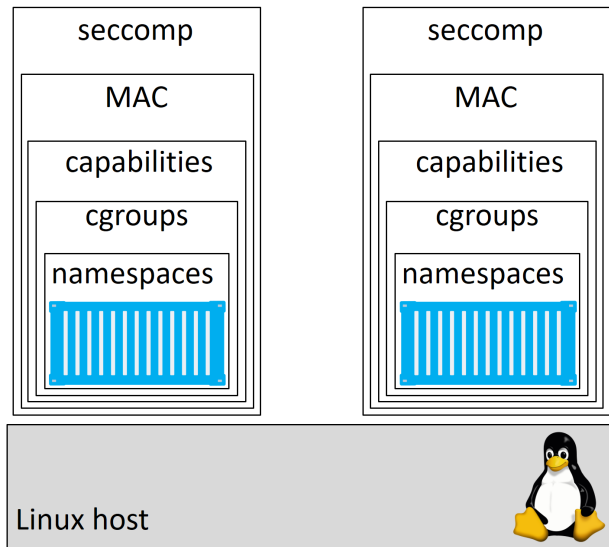 seccomp
MAC
capabilities
cgroups
namespaces
seccomp
MAC
capabilities
cgroups
namespaces
Linux host